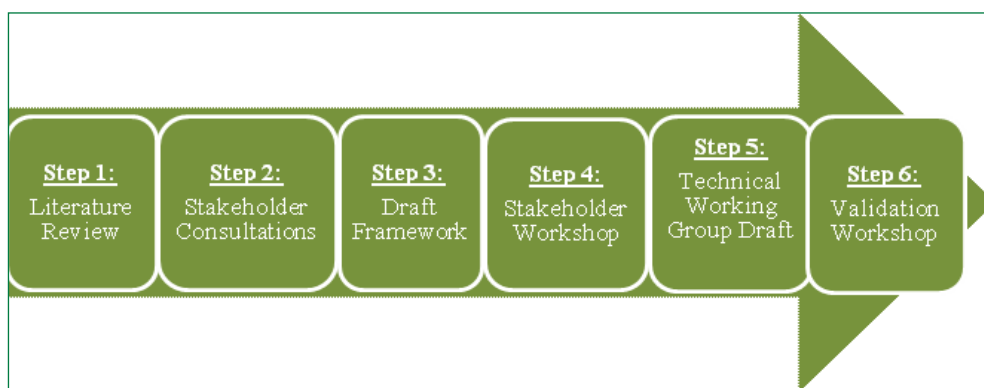 Step 1:
Literature
Review
Step 2:
Stakeholder
Consultations
Step 3:
Draft
Framework
Step 4:
Stakeholder
Workshop
Step 5:
Technical
Working
Group Draft
Step 6:
Validation
Workshop